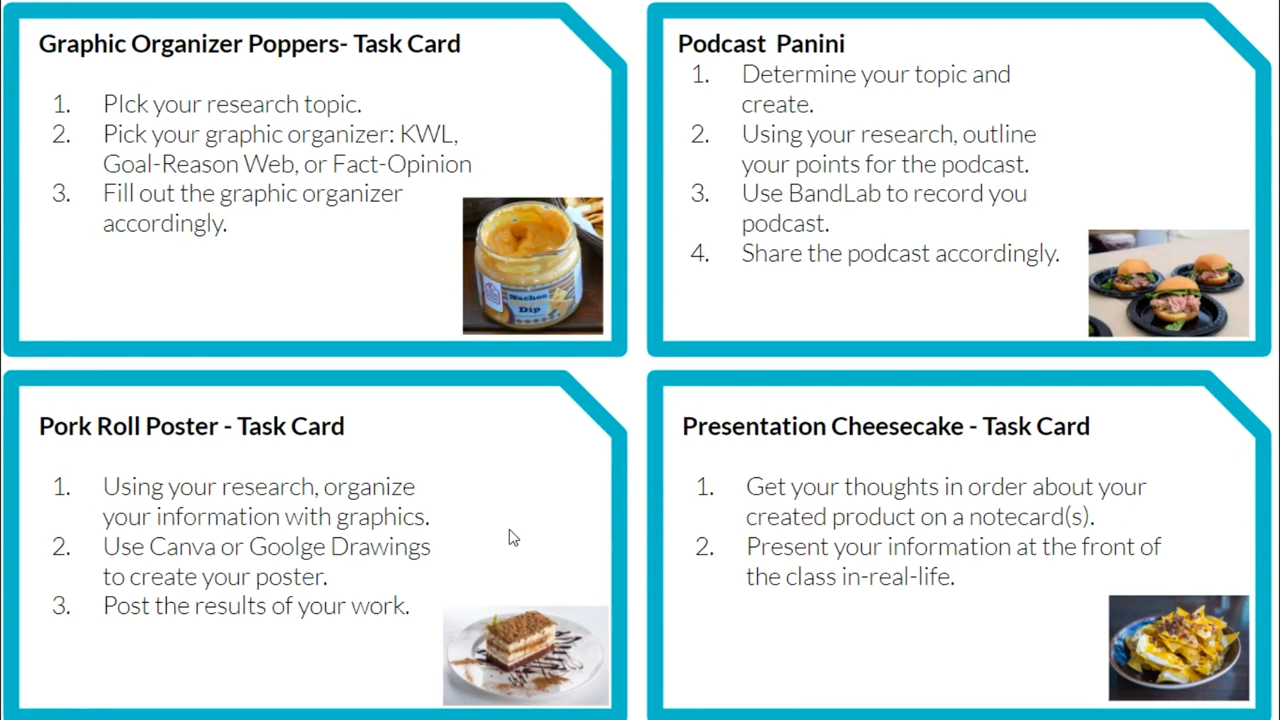 Graphic Organizer Poppers- Task Card
1. PIck your research topic.
2. Pick your graphic organizer: KWL,
Goal-Reason Web, or Fact-Opinion
3. Fill out the graphic organizer
accordingly.
Nachos
Dip
Podcast Panini
1. Determine your topic and
create.
2. Using your research, outline
your points for the podcast.
3. Use BandLab to record you
podcast.
4. Share the podcast accordingly.
Pork Roll Poster - Task Card
1. Using your research, organize
your information with graphics.
2. Use Canva or Goolge Drawings
to create your poster.
3. Post the results of your work.
Presentation Cheesecake - Task Card
1. Get your thoughts in order about your
created product on a notecard(s).
2. Present your information at the front of
the class in-real-life.